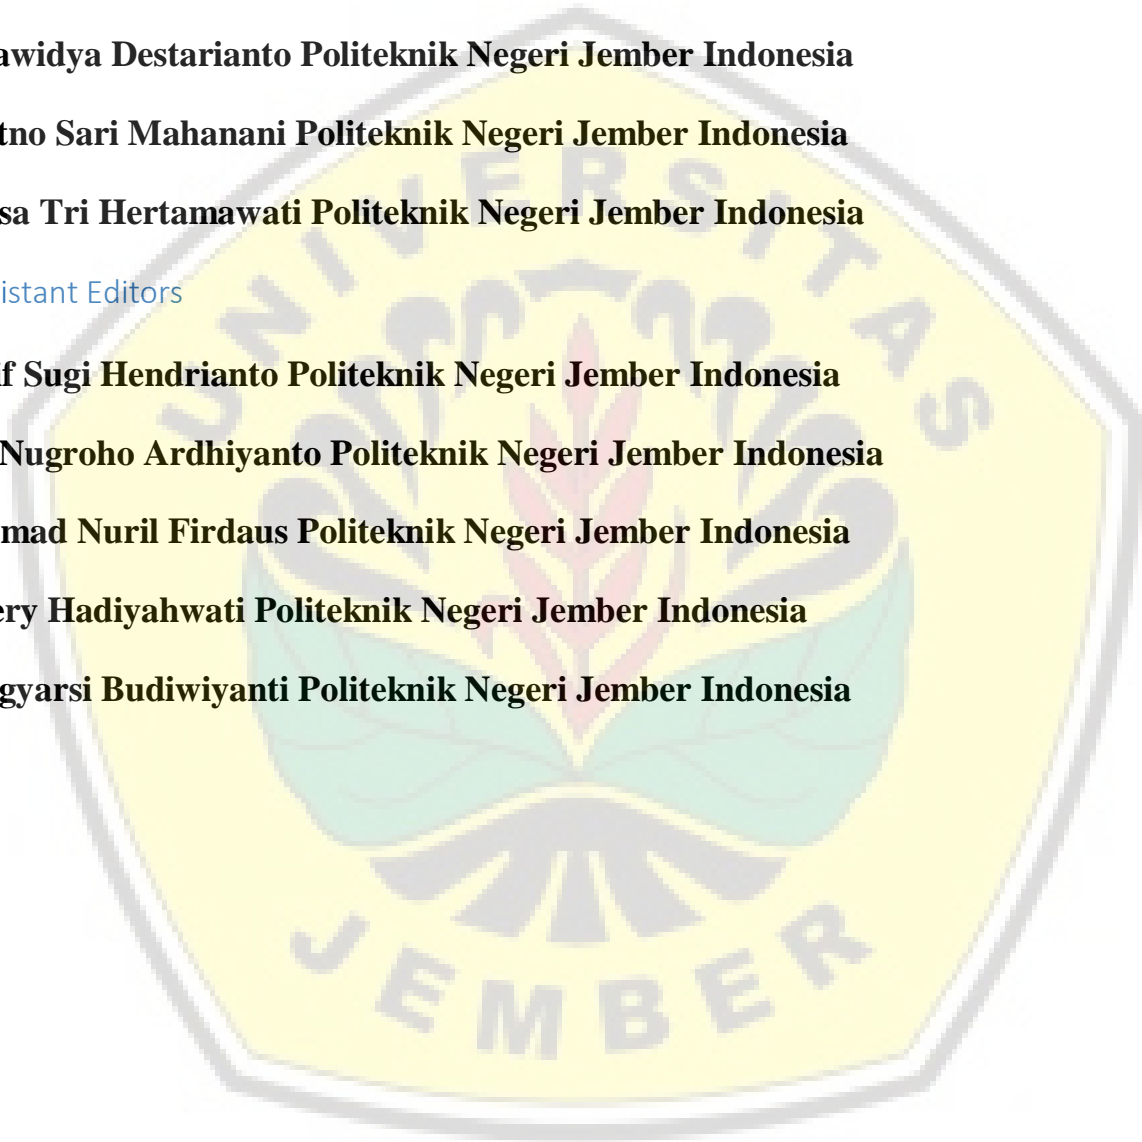 awidya Destarianto Politeknik Negeri Jember Indonesia
tno Sari Mahanani Politeknik Negeri Jember Indonesia
sa Tri Hertamawati Politeknik Negeri Jember Indonesia
istant Editors
if Sugi Hendrianto Politeknik Negeri Jember Indonesia
Nugroho Ardhiyanto Politeknik Negeri Jember Indonesia
mad Nuril Firdaus Politeknik Negeri Jember Indonesia
ery Hadiyahwati Politeknik Negeri Jember Indonesia
gyarsi Budiwiyanti Politeknik Negeri Jember Indonesia
UNIVERSITAS
JEMBER